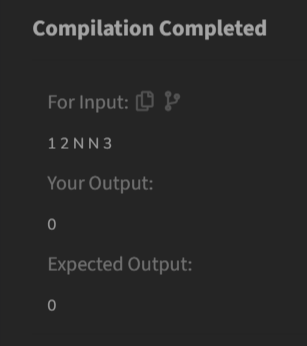 Compilation Completed
For Input:
1 2 N N 3
Your Output:
0
Expected Output:
0